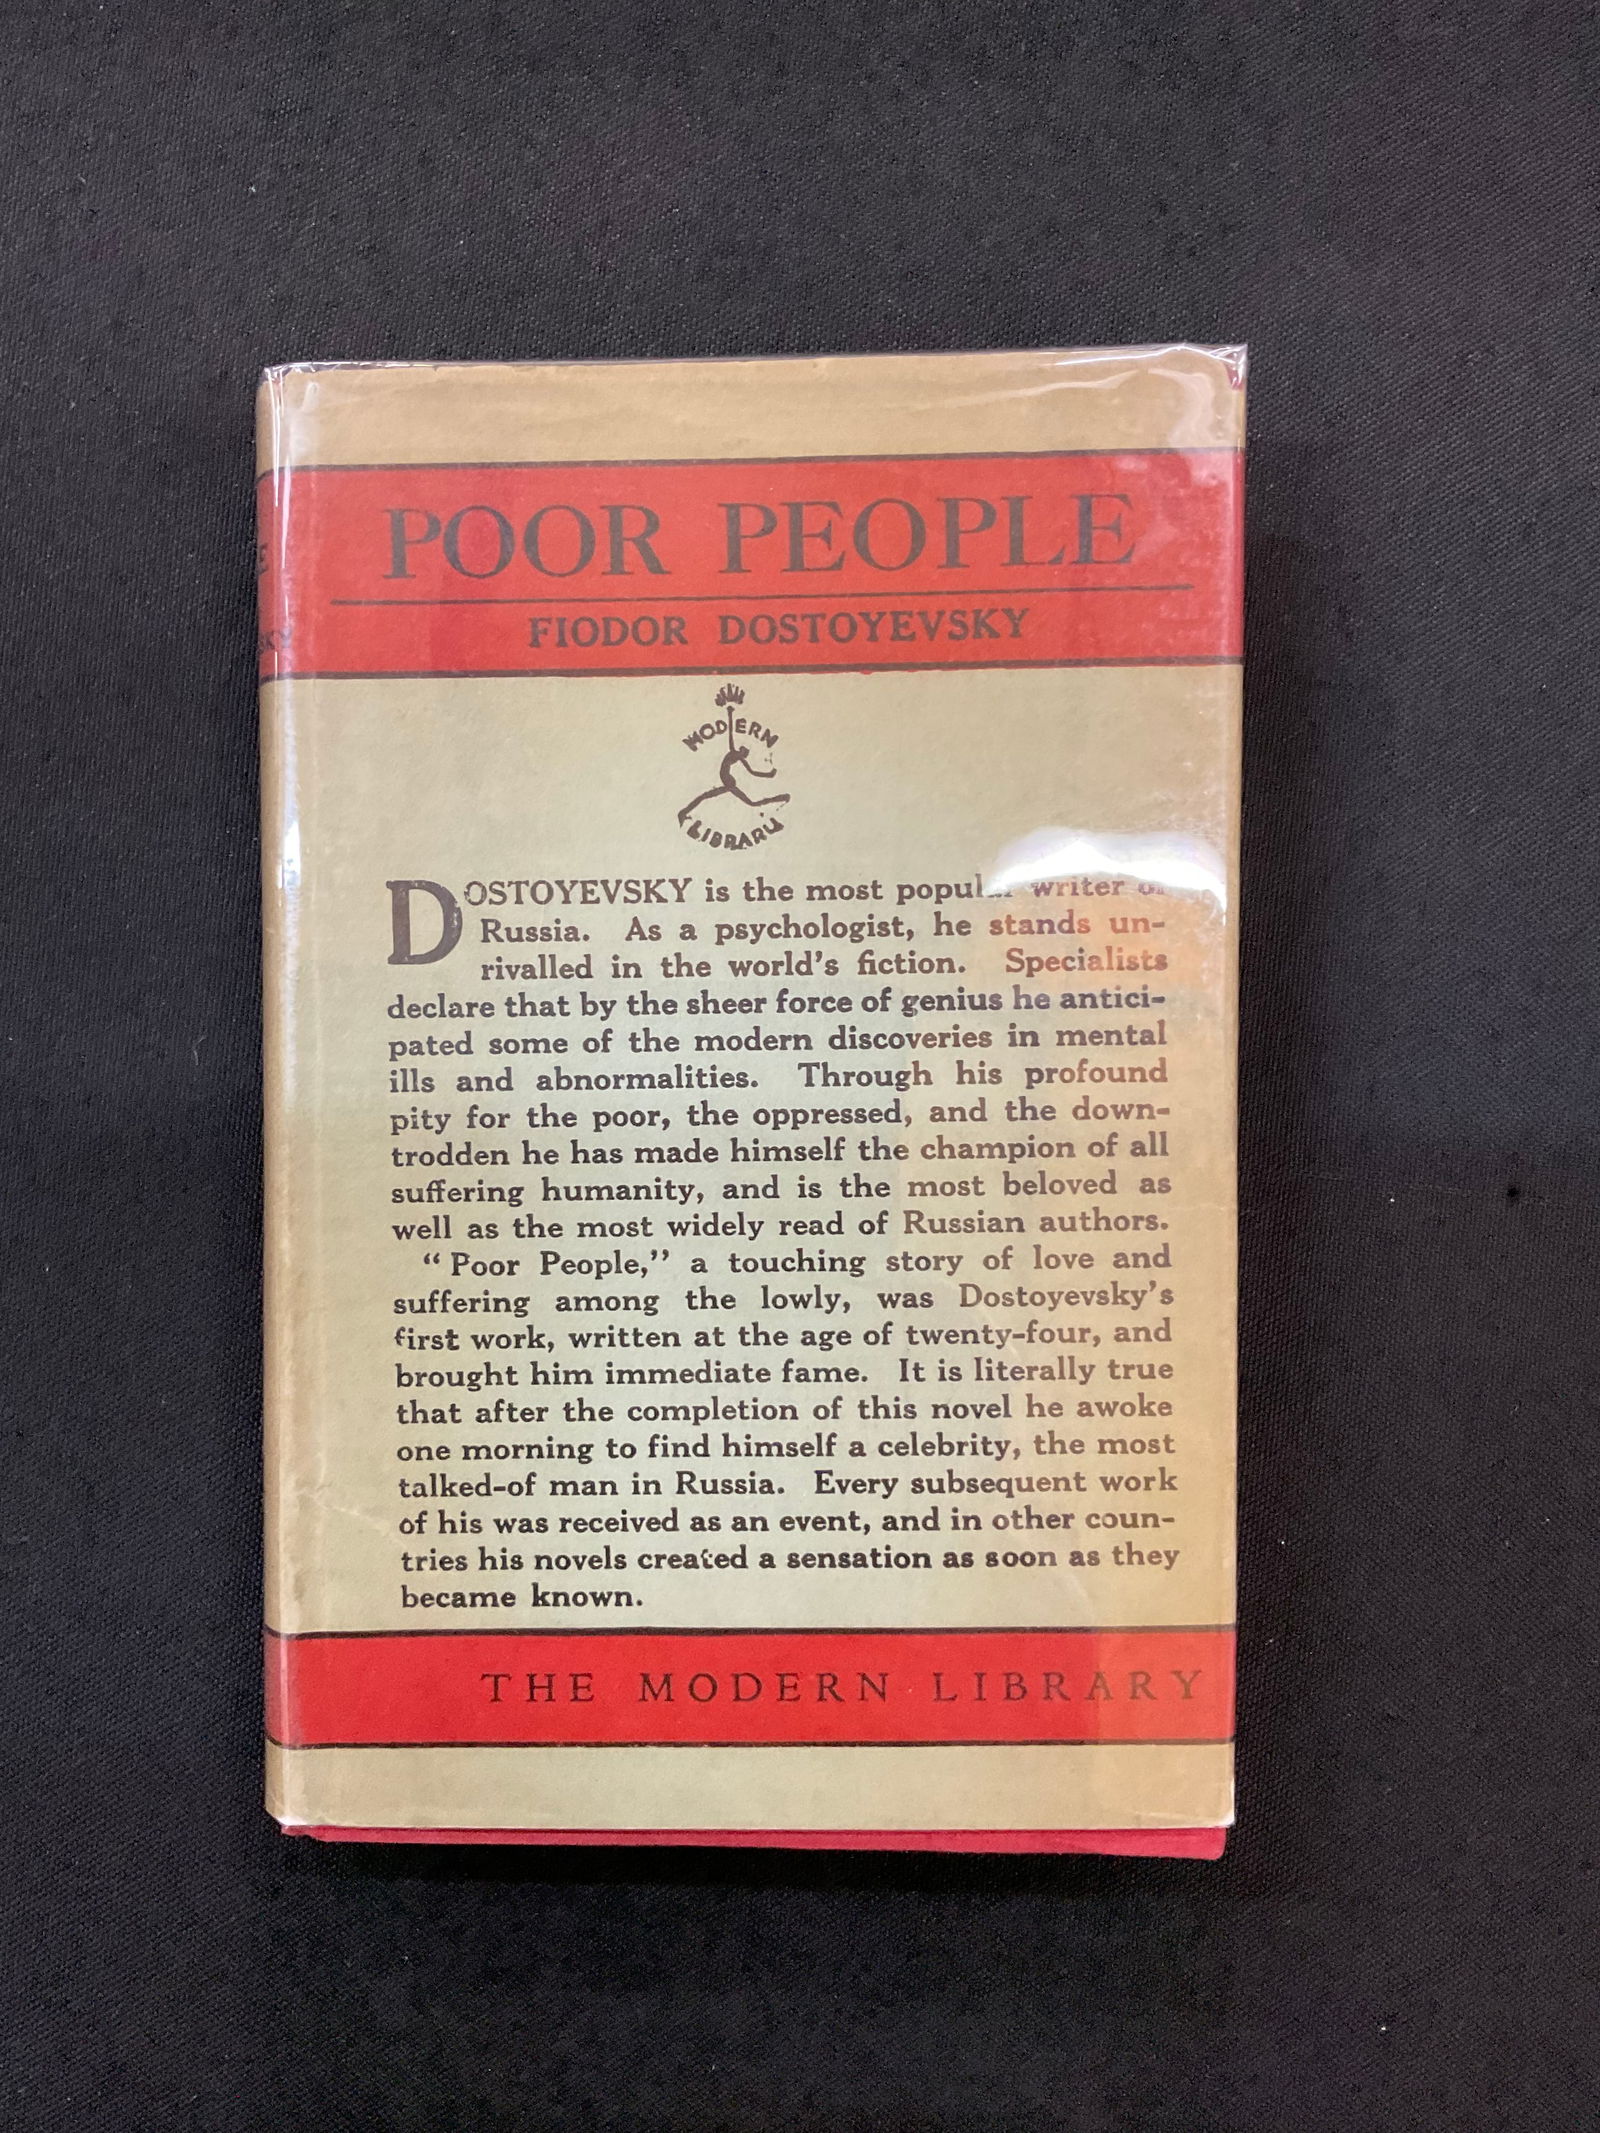 POOR PEOPLE
FIODOR DOSTOYEVSKY
MODERN
LIBRARY
DOSTOYEVSKY is the most popular writer of
Russia. As a psychologist, he stands un-
rivalled in the world's fiction. Specialists
declare that by the sheer force of genius he antici-
pated some of the modern discoveries in mental
ills and abnormalities. Through his profound
pity for the poor, the oppressed, and the down-
trodden he has made himself the champion of all
suffering humanity, and is the most beloved as
well as the most widely read of Russian authors.
"Poor People," a touching story of love and
suffering among the lowly, was Dostoyevsky's
first work, written at the age of twenty-four, and
brought him immediate fame. It is literally true
that after the completion of this novel he awoke
one morning to find himself a celebrity, the most
talked-of man in Russia. Every subsequent work
of his was received as an event, and in other coun-
tries his novels created a sensation as soon as they
became known.
THE MODERN LIBRARY